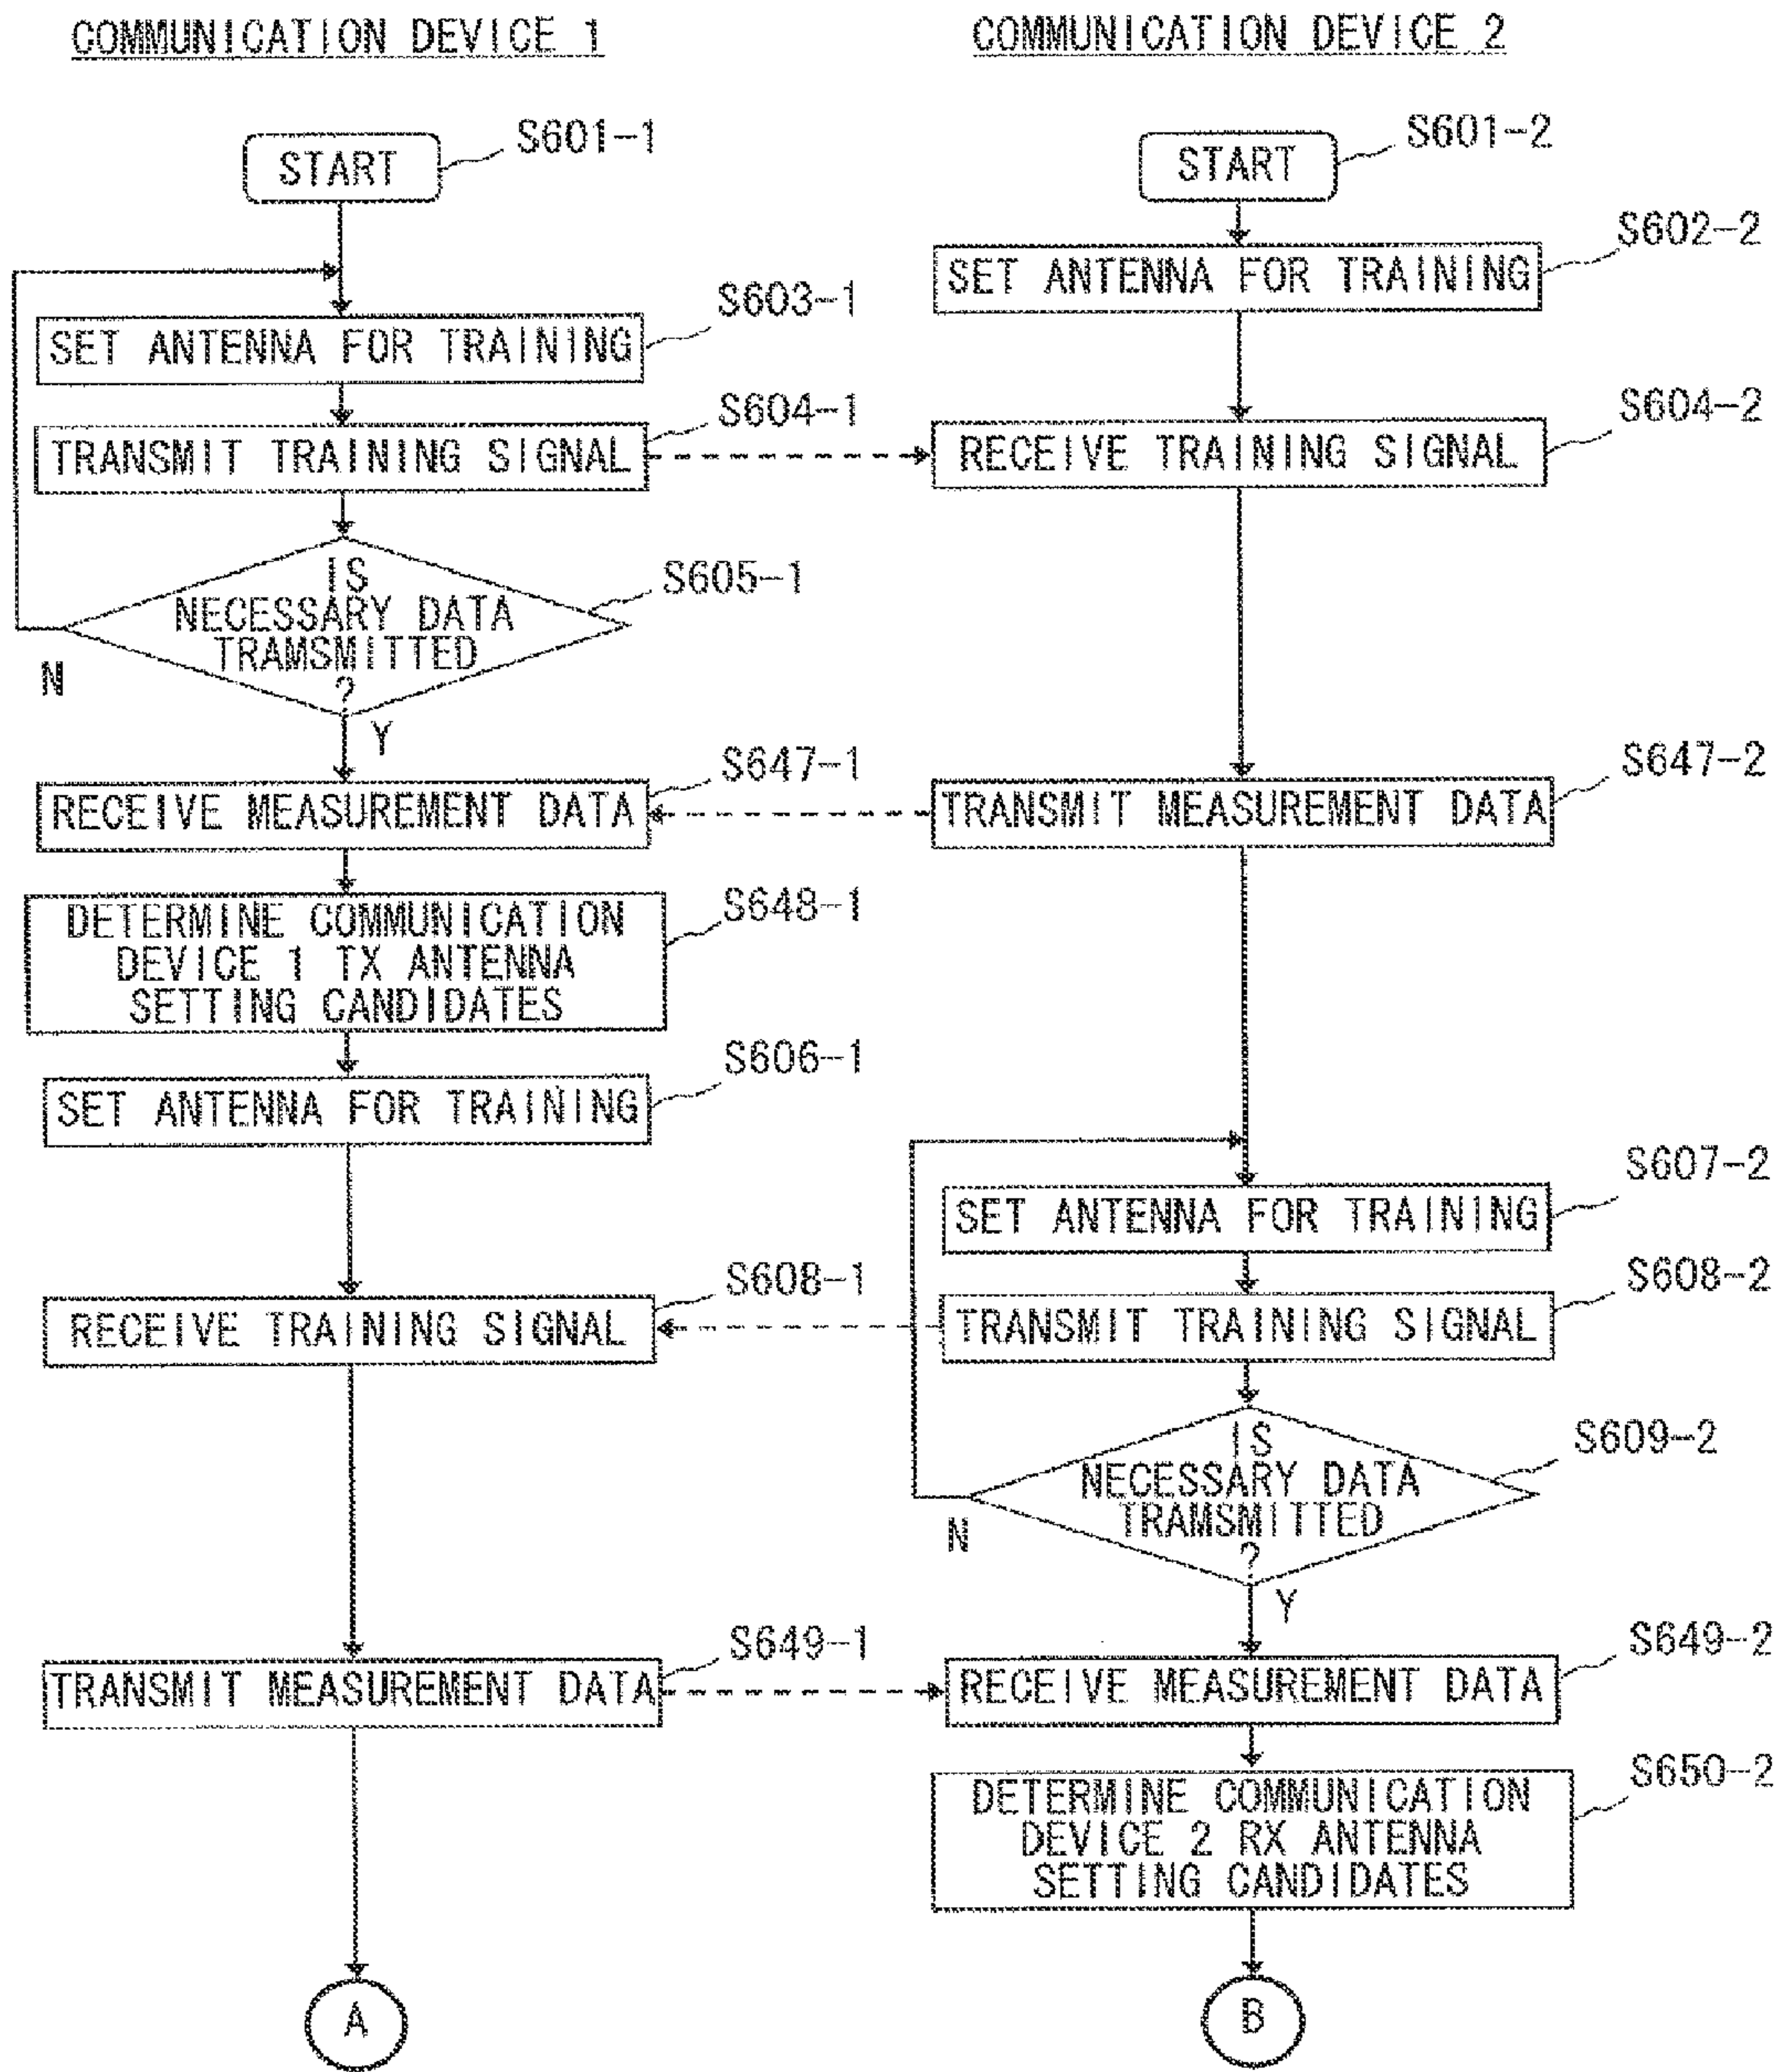 COMMUNICATION DEVICE 1
COMMUNICATION DEVICE 2
START
S601-1
START
S601-2
SET ANTENNA FOR TRAINING
S602-2
SET ANTENNA FOR TRAINING
S603-1
TRANSMIT TRAINING SIGNAL
S604-1
RECEIVE TRAINING SIGNAL
S604-2
IS
NECESSARY DATA
TRAMSMITTED
?
S605-1
N
Y
RECEIVE MEASUREMENT DATA
S647-1
TRANSMIT MEASUREMENT DATA
S647-2
DETERMINE COMMUNICATION
DEVICE 1 TX ANTENNA
SETTING CANDIDATES
S648-1
SET ANTENNA FOR TRAINING
S606-1
SET ANTENNA FOR TRAINING
S607-2
RECEIVE TRAINING SIGNAL
S608-1
TRANSMIT TRAINING SIGNAL
S608-2
IS
NECESSARY DATA
TRAMSMITTED
?
S609-2
N
Y
TRANSMIT MEASUREMENT DATA
S649-1
RECEIVE MEASUREMENT DATA
S649-2
DETERMINE COMMUNICATION
DEVICE 2 RX ANTENNA
SETTING CANDIDATES
S650-2
A
B